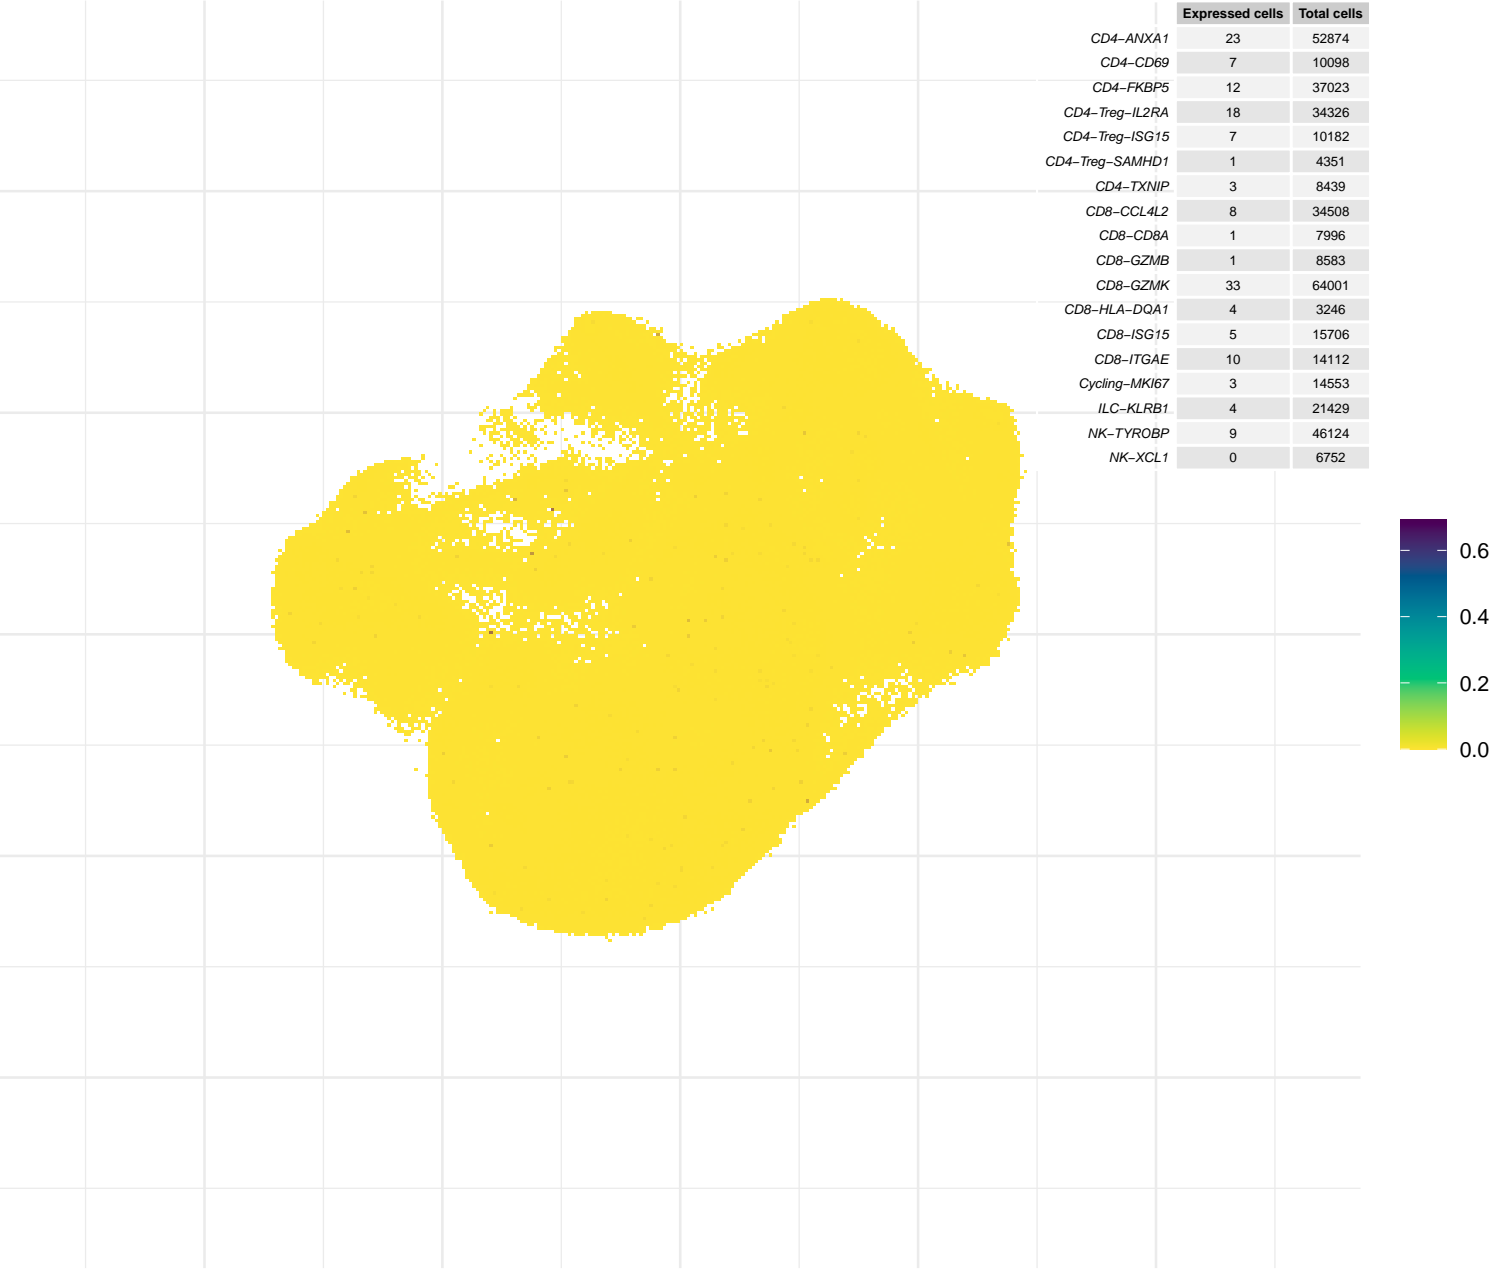 Expressed cells Total cells
CD4−ANXA1 23 52874
CD4−CD69 7 10098
CD4−FKBP5 12 37023
CD4−Treg−IL2RA 18 34326
CD4−Treg−ISG15 7 10182
CD4−Treg−SAMHD1 1 4351
CD4−TXNIP 3 8439
CD8−CCL4L2 8 34508
CD8−CD8A 1 7996
CD8−GZMB 1 8583
CD8−GZMK 33 64001
CD8−HLA−DQA1 4 3246
CD8−ISG15 5 15706
CD8−ITGAE 10 14112
Cycling−MKI67 3 14553
ILC−KLRB1 4 21429
NK−TYROBP 9 46124
NK−XCL1 0 6752
0.6
0.4
0.2
0.0